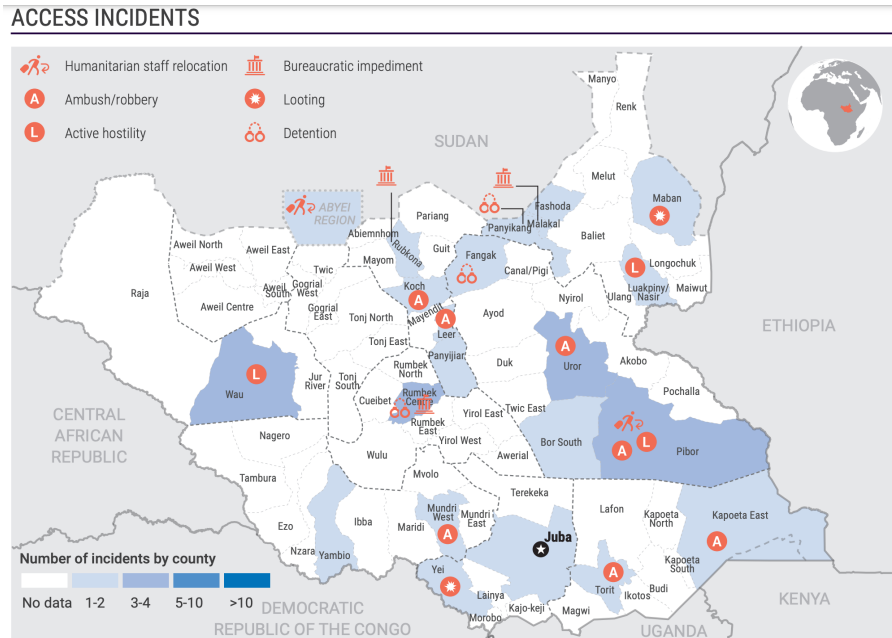 ACCESS INCIDENTS
Humanitarian staff relocation
Bureaucratic impediment
A
Ambush/robbery
Looting
L
Active hostility
Detention
SUDAN
Manyo
Renk
Melut
Maban
ABYEI
REGION
Pariang
Fashoda
Panyikang
Malakal
Baliet
Abiemnhom
Rubkona
Guit
Fangak
Aweil North
Aweil East
Aweil West
Mayom
Canal/Pigi
L
Longochuk
Twic
Aweil
South
Gogrial
West
Koch
A
Luakpiny/
Nasir
Maiwut
Ulang
Nyirol
Raja
Aweil Centre
Gogrial
East
Tonj North
Mayendit
A
Leer
Ayod
ETHIOPIA
Tonj East
Panyijiar
A
Uror
Akobo
Duk
L
Wau
Jur
River
Tonj
South
Rumbek
North
Pochalla
Cueibet
Rumbek
Centre
Rumbek
East
Yirol East
Twic East
CENTRAL
AFRICAN
REPUBLIC
Nagero
Yirol West
Bor South
A
L
Pibor
Wulu
Awerial
Tambura
Mvolo
Terekeka
Lafon
Kapoeta
North
Kapoeta East
Ezo
Ibba
Maridi
Mundri
West
Mundri
East
A
A
Juba
Nzara
Yambio
Yei
Kapoeta
South
A
Torit
Ikotos
Budi
Lainya
Morobo
Kajo-keji
Magwi
Number of incidents by county
No data
1-2
3-4
5-10
>10
DEMOCRATIC
REPUBLIC OF THE CONGO
UGANDA
KENYA